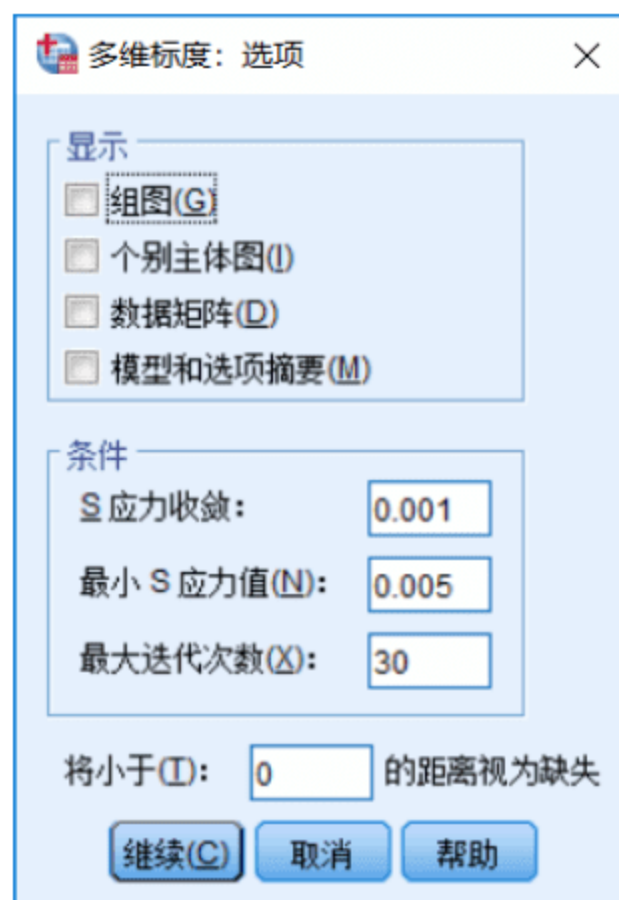 多维标度：选项
显示
组图(G)
个别主体图(I)
数据矩阵(D)
模型和选项摘要(M)
条件
S 应力收敛： 0.001
最小 S 应力值(N)： 0.005
最大迭代次数(X)： 30
将小于(T)： 0 的距离视为缺失
继续(C) 取消 帮助